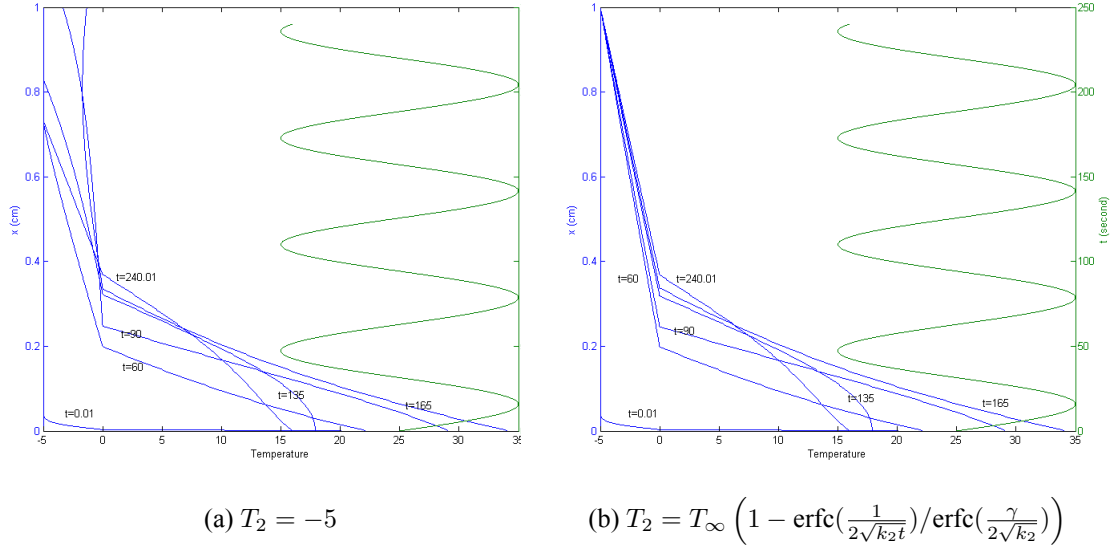 1
0.8
0.6
0.4
0.2
0
x (cm)
-5 0 5 10 15 20 25 30 35
Temperature
t=240.01
t=90
t=60
t=135
t=165
t=0.01
(a) T₂ = −5
1
0.8
0.6
0.4
0.2
0
x (cm)
-5 0 5 10 15 20 25 30 35
Temperature
250
200
150
100
50
0
t (second)
t=60
t=240.01
t=90
t=135
t=165
t=0.01
(b) T₂ = T∞ (1 − erfc(1/(2√(k₂t)))/erfc(γ/(2√k₂)))